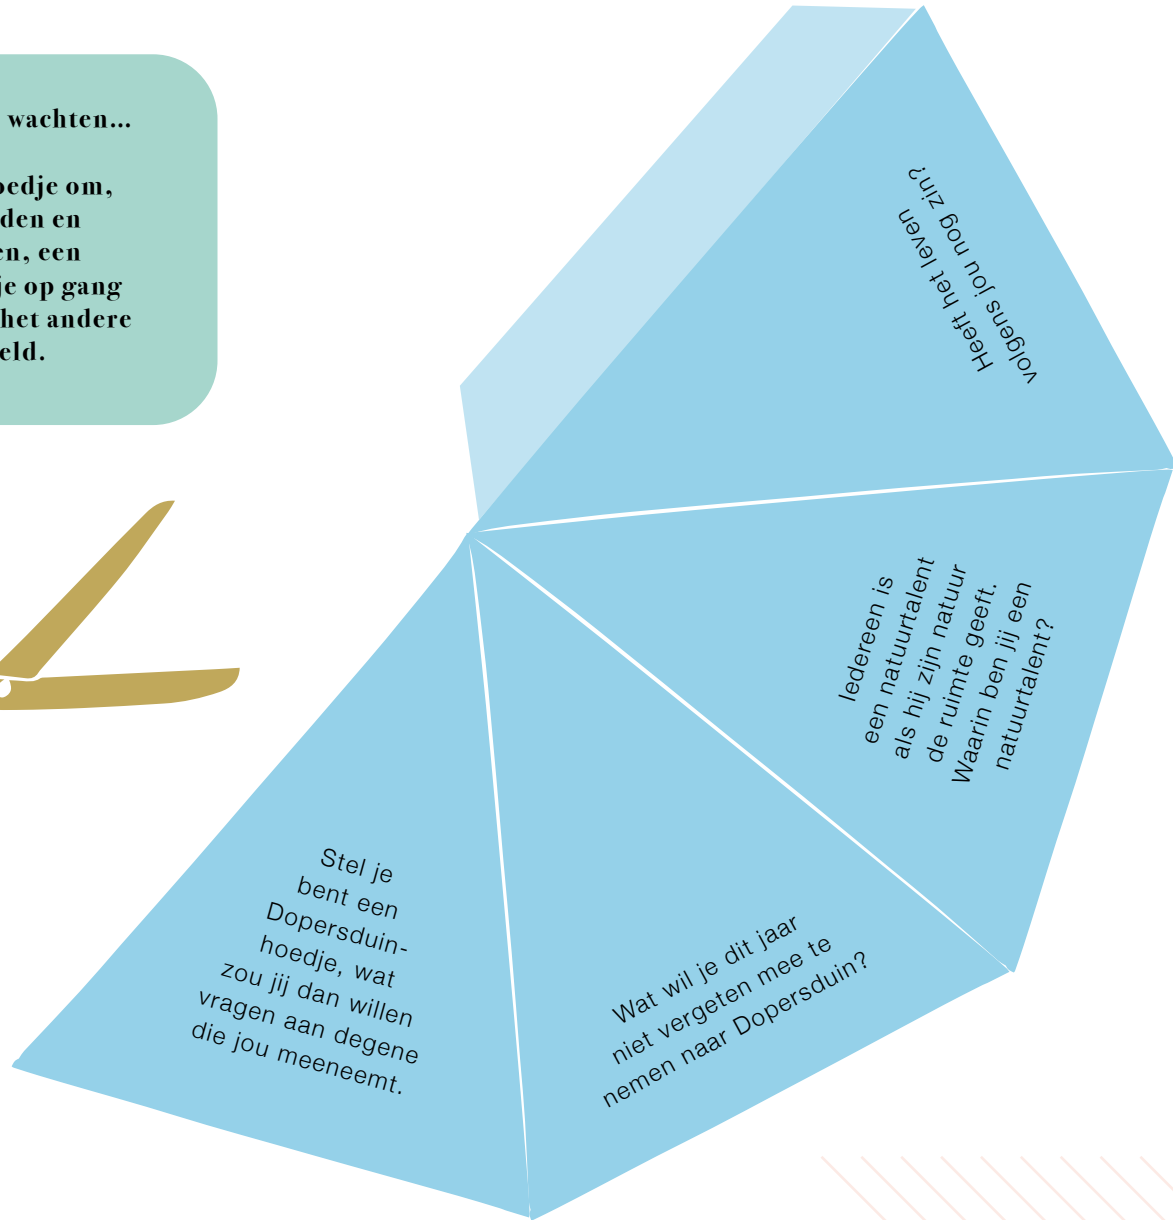 wachten...
oedje om,
den en
en, een
je op gang
het andere
eld.
Heeft het leven
volgens jou nog zin?
Iedereen is
een natuurtalent
als hij zijn natuur
de ruimte geeft.
Waarin ben jij een
natuurtalent?
Wat wil je dit jaar
niet vergeten mee te
nemen naar Dopersduin?
Stel je
bent een
Dopersduin-
hoedje, wat
zou jij dan willen
vragen aan degene
die jou meeneemt.